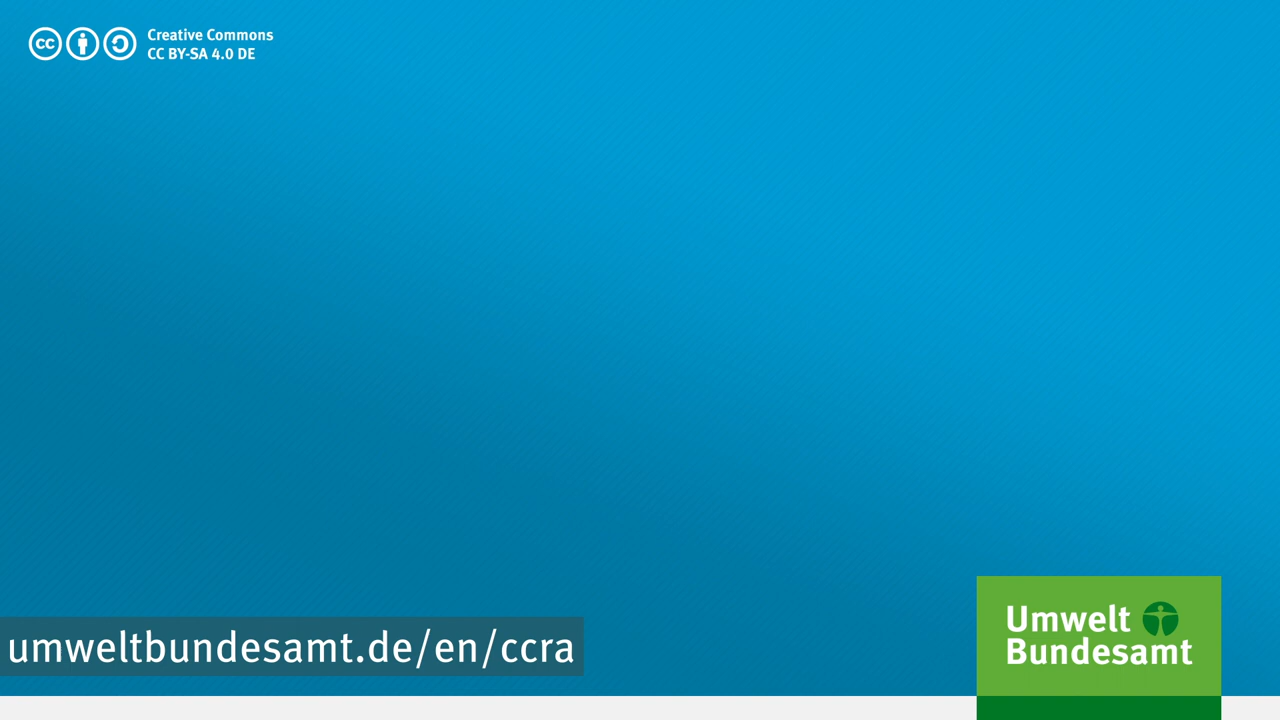 Creative Commons
CC BY-SA 4.0 DE
umweltbundesamt.de/en/ccra
Umwelt
Bundesamt